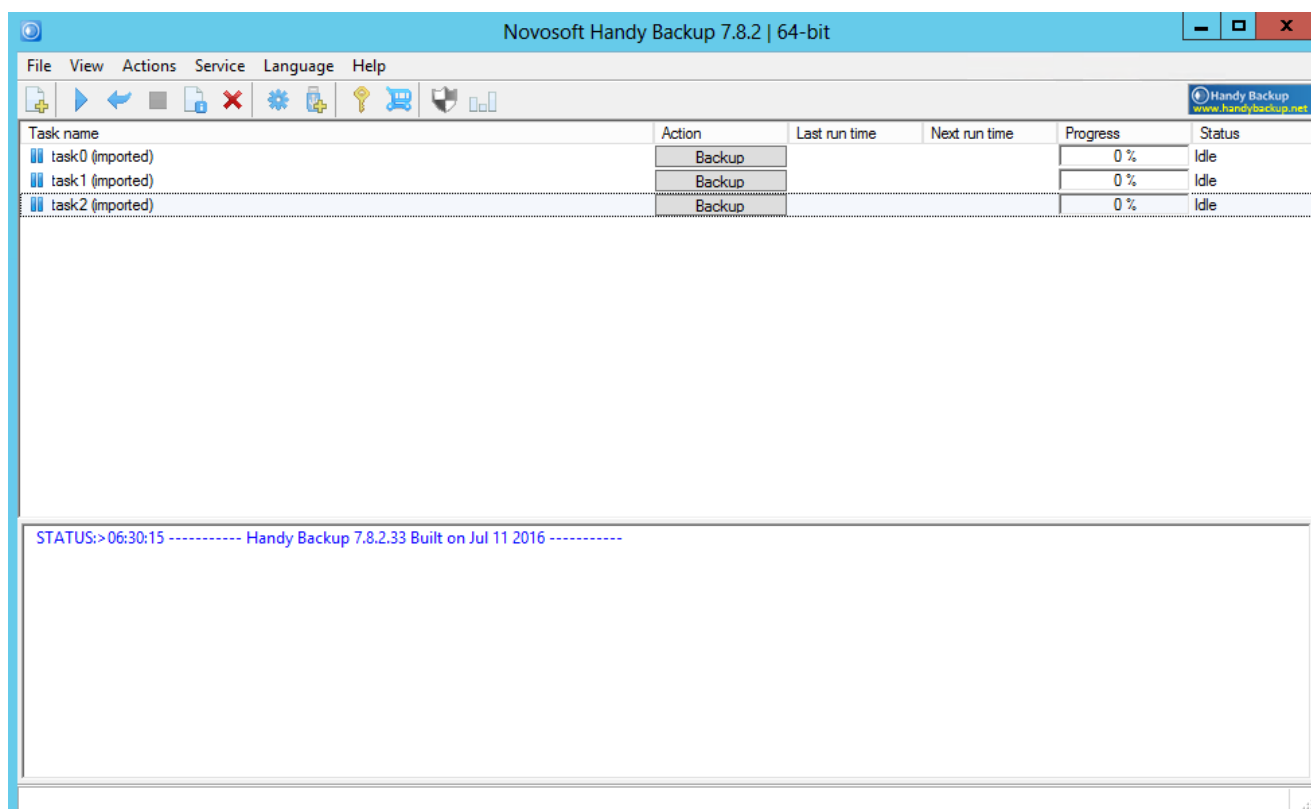 Novosoft Handy Backup 7.8.2 | 64-bit
File View Actions Service Language Help
Handy Backup
www.handybackup.net
Task name Action Last run time Next run time Progress Status
task0 (imported) Backup 0 % Idle
task1 (imported) Backup 0 % Idle
task2 (imported) Backup 0 % Idle
STATUS:>06:30:15 ----------- Handy Backup 7.8.2.33 Built on Jul 11 2016 -----------